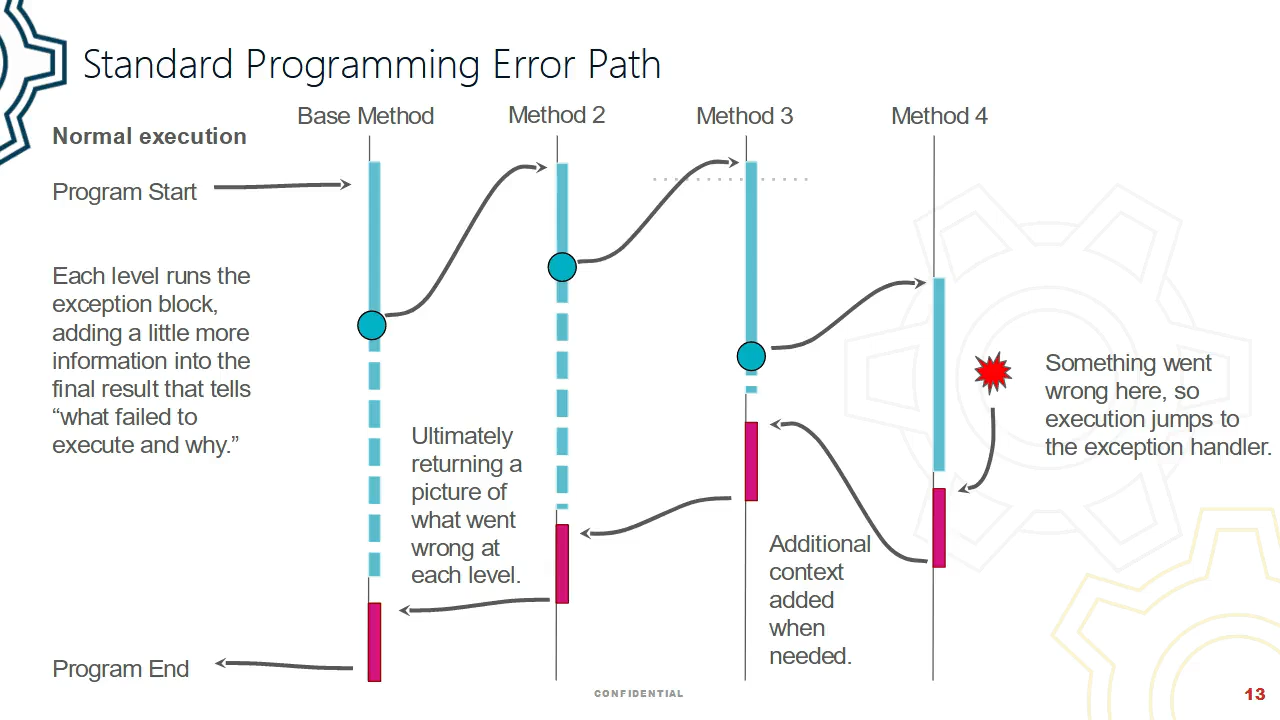 Standard Programming Error Path
Base Method
Method 2
Method 3
Method 4
Normal execution
Program Start
Each level runs the
exception block,
adding a little more
information into the
final result that tells
“what failed to
execute and why.”
Ultimately
returning a
picture of
what went
wrong at
each level.
Something went
wrong here, so
execution jumps to
the exception handler.
Additional
context
added
when
needed.
Program End
CONFIDENTIAL
13